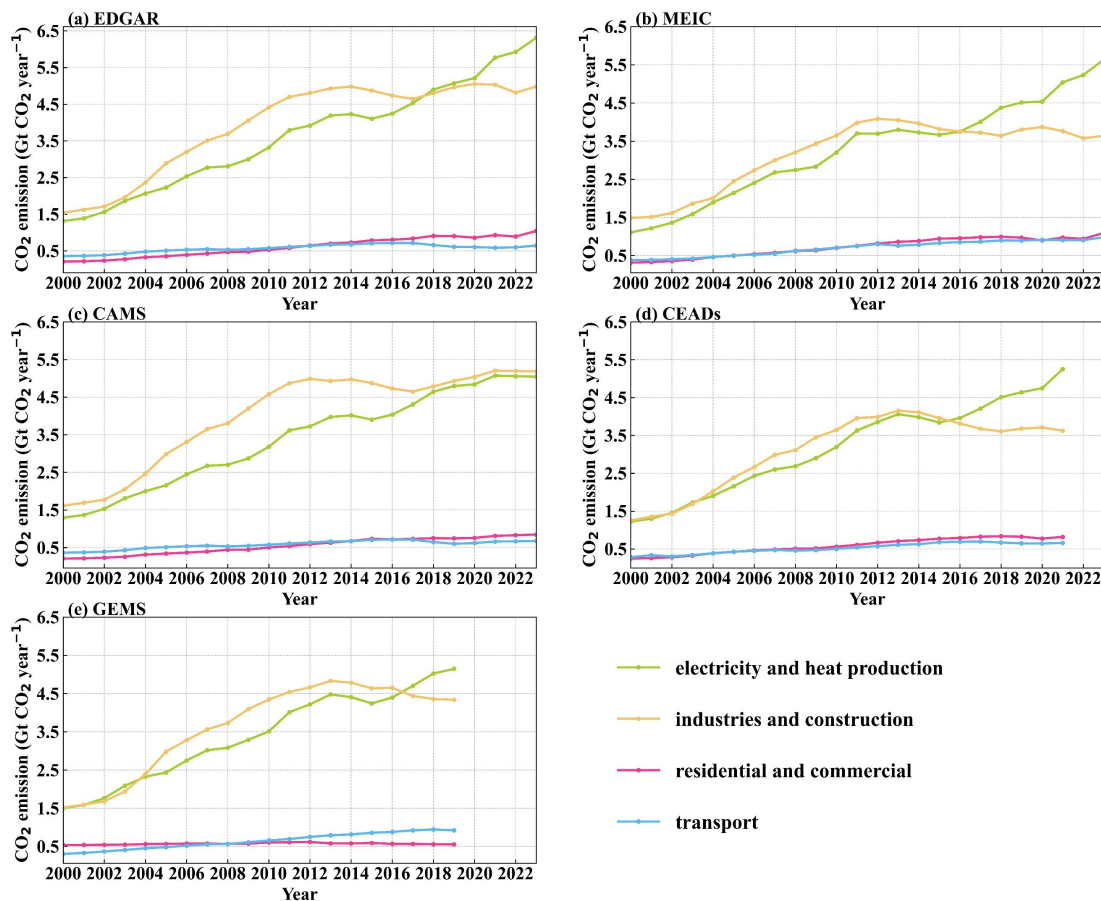 (a) EDGAR
CO₂ emission (Gt CO₂ year⁻¹)
6.5
5.5
4.5
3.5
2.5
1.5
0.5
2000 2002 2004 2006 2008 2010 2012 2014 2016 2018 2020 2022
Year
(b) MEIC
CO₂ emission (Gt CO₂ year⁻¹)
6.5
5.5
4.5
3.5
2.5
1.5
0.5
2000 2002 2004 2006 2008 2010 2012 2014 2016 2018 2020 2022
Year
(c) CAMS
CO₂ emission (Gt CO₂ year⁻¹)
6.5
5.5
4.5
3.5
2.5
1.5
0.5
2000 2002 2004 2006 2008 2010 2012 2014 2016 2018 2020 2022
Year
(d) CEADs
CO₂ emission (Gt CO₂ year⁻¹)
6.5
5.5
4.5
3.5
2.5
1.5
0.5
2000 2002 2004 2006 2008 2010 2012 2014 2016 2018 2020 2022
Year
(e) GEMS
CO₂ emission (Gt CO₂ year⁻¹)
6.5
5.5
4.5
3.5
2.5
1.5
0.5
2000 2002 2004 2006 2008 2010 2012 2014 2016 2018 2020 2022
Year
electricity and heat production
industries and construction
residential and commercial
transport